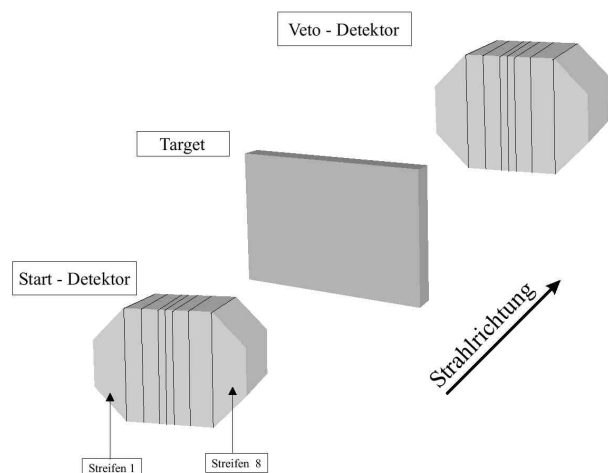 Veto - Detektor
Target
Start - Detektor
Strahlrichtung
Streifen 1
Streifen 8